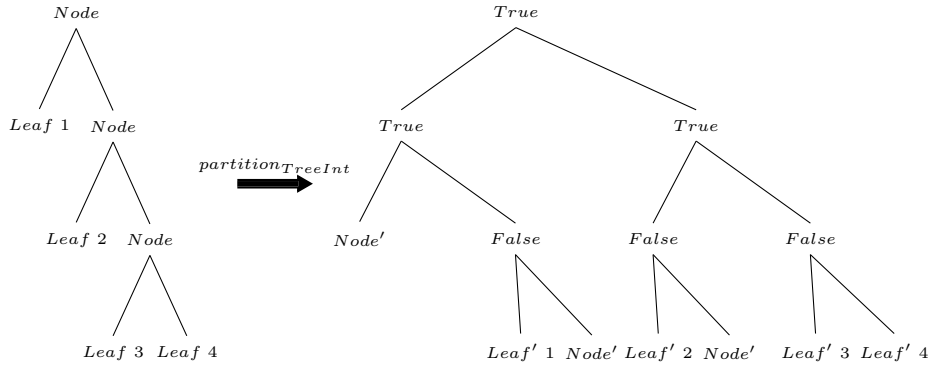 Node True
Leaf 1 Node True True
partition_TreeInt
Leaf 2 Node Node′ False False False
Leaf 3 Leaf 4 Leaf′ 1 Node′ Leaf′ 2 Node′ Leaf′ 3 Leaf′ 4